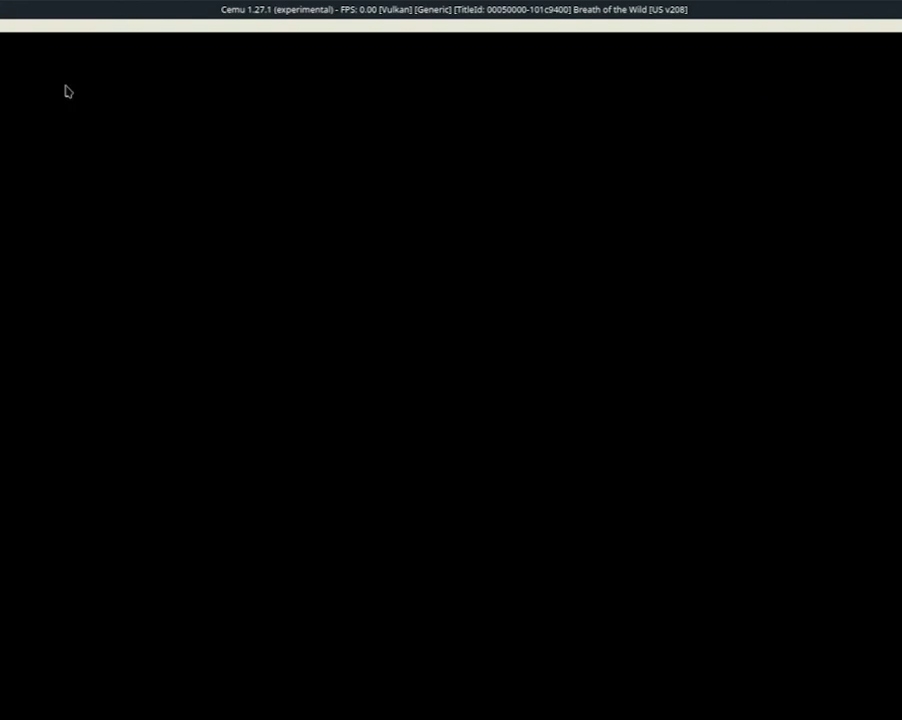 Cemu 1.27.1 (experimental) - FPS: 0.00 [Vulkan] [Generic] [TitleId: 00050000-101c9400] Breath of the Wild [US v208]